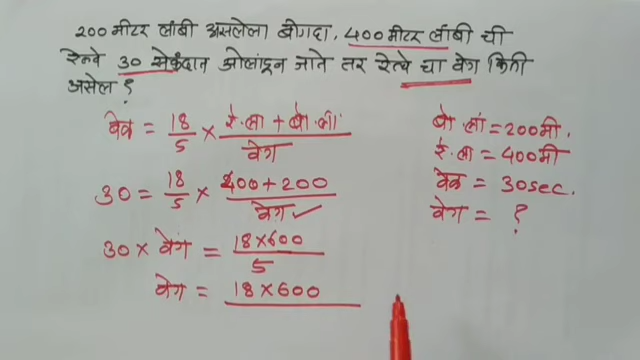 200 मीटर लांबी असलेला बोगदा, 400 मीटर लांबी ची
रेल्वे 30 सेकंदात ओलांडून जाते तर रेल्वे चा वेग किती
असेल ?
वेळ = 18/5 × रे.ला + बो.ला/वेग
30 = 18/5 × 400 + 200/वेग
30 × वेग = 18×600/5
वेग = 18×600
बो.लां = 200मी.
रे.ला = 400मी
वेळ = 30sec.
वेग = ?